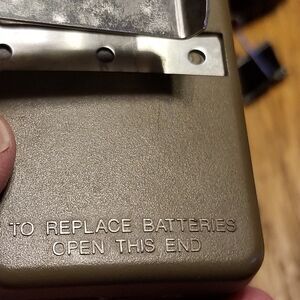 TO REPLACE BATTERIES
OPEN THIS END